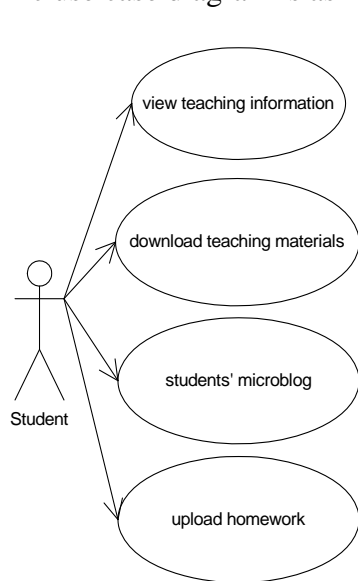 view teaching information
download teaching materials
students' microblog
Student
upload homework